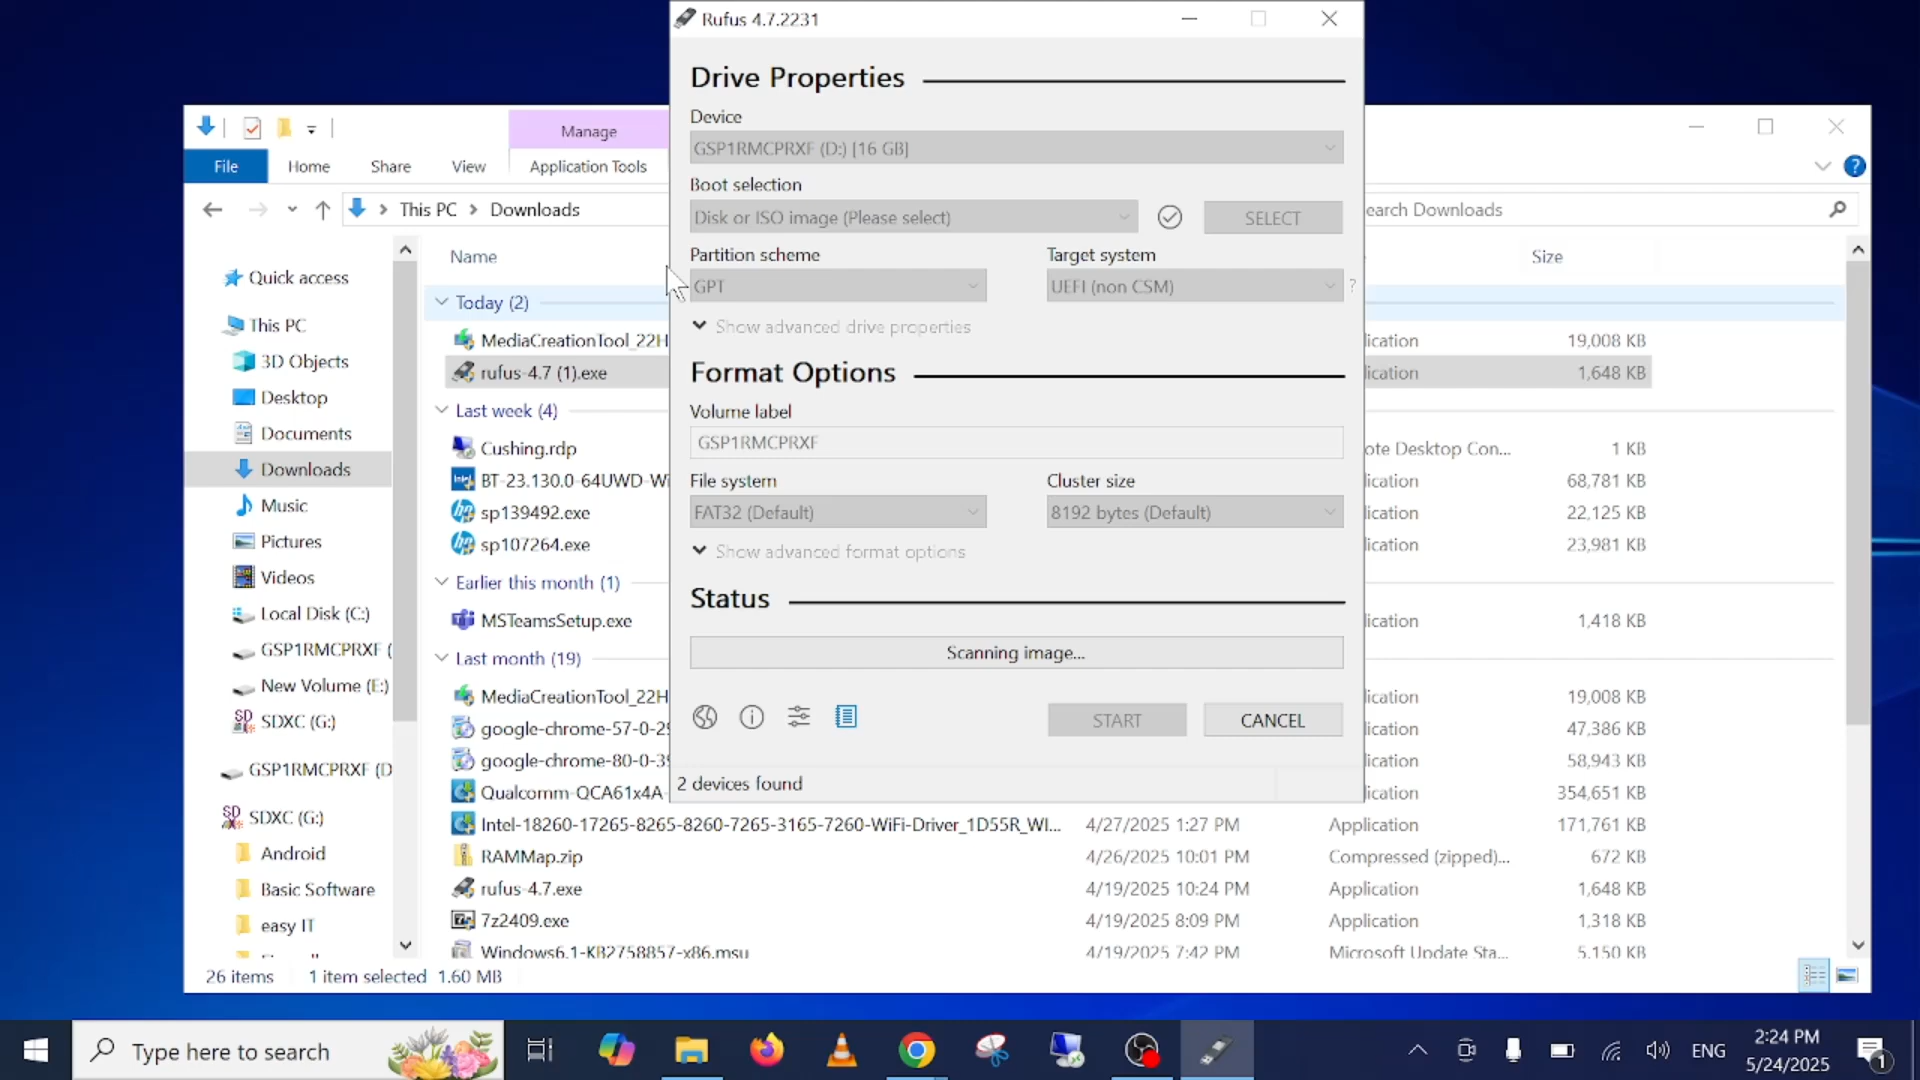 Rufus 4.7.2231
Drive Properties
Device
GSP1RMCPRXF (D:) [16 GB]
Boot selection
Disk or ISO image (Please select)
SELECT
Partition scheme
Target system
GPT
UEFI (non CSM)
?
Show advanced drive properties
Format Options
Volume label
GSP1RMCPRXF
File system
Cluster size
FAT32 (Default)
8192 bytes (Default)
Show advanced format options
Status
Scanning image...
START
CANCEL
2 devices found
Manage
File
Home
Share
View
Application Tools
?
This PC
Downloads
earch Downloads
Quick access
This PC
3D Objects
Desktop
Documents
Downloads
Music
Pictures
Videos
Local Disk (C:)
GSP1RMCPRXF (
New Volume (E:)
SDXC (G:)
GSP1RMCPRXF (D
SDXC (G:)
Android
Basic Software
easy IT
Name
Size
Today (2)
MediaCreationTool_22H
lication
19,008 KB
rufus-4.7 (1).exe
lication
1,648 KB
Last week (4)
Cushing.rdp
ote Desktop Con...
1 KB
BT-23.130.0-64UWD-Wi
lication
68,781 KB
sp139492.exe
lication
22,125 KB
sp107264.exe
lication
23,981 KB
Earlier this month (1)
MSTeamsSetup.exe
lication
1,418 KB
Last month (19)
MediaCreationTool_22H
lication
19,008 KB
google-chrome-57-0-29
lication
47,386 KB
google-chrome-80-0-39
lication
58,943 KB
Qualcomm-QCA61x4A-
lication
354,651 KB
Intel-18260-17265-8265-8260-7265-3165-7260-WiFi-Driver_1D55R_WI...
4/27/2025 1:27 PM
Application
171,761 KB
RAMMap.zip
4/26/2025 10:01 PM
Compressed (zipped)...
672 KB
rufus-4.7.exe
4/19/2025 10:24 PM
Application
1,648 KB
7z2409.exe
4/19/2025 8:09 PM
Application
1,318 KB
Windows6.1-KB2758857-x86.msu
4/19/2025 7:42 PM
Microsoft Update Sta...
5,150 KB
26 items
1 item selected 1.60 MB
Type here to search
ENG
2:24 PM
5/24/2025
1